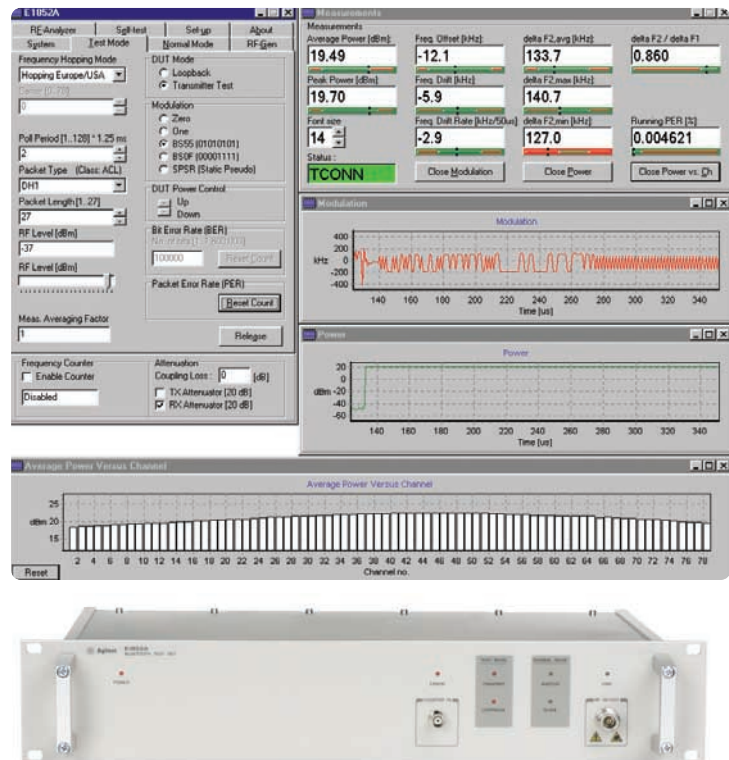 E1852A
RF-Analyzer Self-test Set-up About
System Test Mode Normal Mode RF-Gen
Frequency Hopping Mode
Hopping Europe/USA
0
Poll Period [1..128] * 1.25 ms
2
Packet Type (Class: ACL)
DH1
Packet Length [1..27]
27
RF Level [dBm]
-37
RF Level [dBm]
Meas. Averaging Factor
1
DUT Mode
Loopback
Transmitter Test
Modulation
Zero
One
BS55 (01010101)
BS0F (00001111)
SPSR (Static Pseudo)
DUT Power Control
Up
Down
Bit Error Rate (BER)
100000 Reset Count
Packet Error Rate (PER)
Reset Count
Release
Frequency Counter
Enable Counter
Disabled
Attenuation
Coupling Loss : 0 [dB]
TX Attenuator [20 dB]
RX Attenuator [20 dB]
Measurements
Measurements
Average Power [dBm]: Freq. Offset [kHz]: delta F2,avg [kHz]: delta F2 / delta F1
19.49 -12.1 133.7 0.860
Peak Power [dBm]: Freq. Drift [kHz]: delta F2,max [kHz]:
19.70 -5.9 140.7
Font size Freq. Drift Rate [kHz/50us]: delta F2,min [kHz]: Running PER [%]
14 -2.9 127.0 0.004621
Status :
TCONN Close Modulation Close Power Close Power vs. Ch
Modulation
Modulation
400
200
kHz 0
-200
-400
140 160 180 200 220 240 260 280 300 320 340
Time [us]
Power
Power
20
0
dBm -20
-40
-60
140 160 180 200 220 240 260 280 300 320 340
Time [us]
Average Power Versus Channel
Average Power Versus Channel
25
dBm 20
15
2 4 6 8 10 12 14 16 18 20 22 24 26 28 30 32 34 36 38 40 42 44 46 48 50 52 54 56 58 60 62 64 66 68 70 72 74 76 78
Reset Channel no.
Agilent E1852A